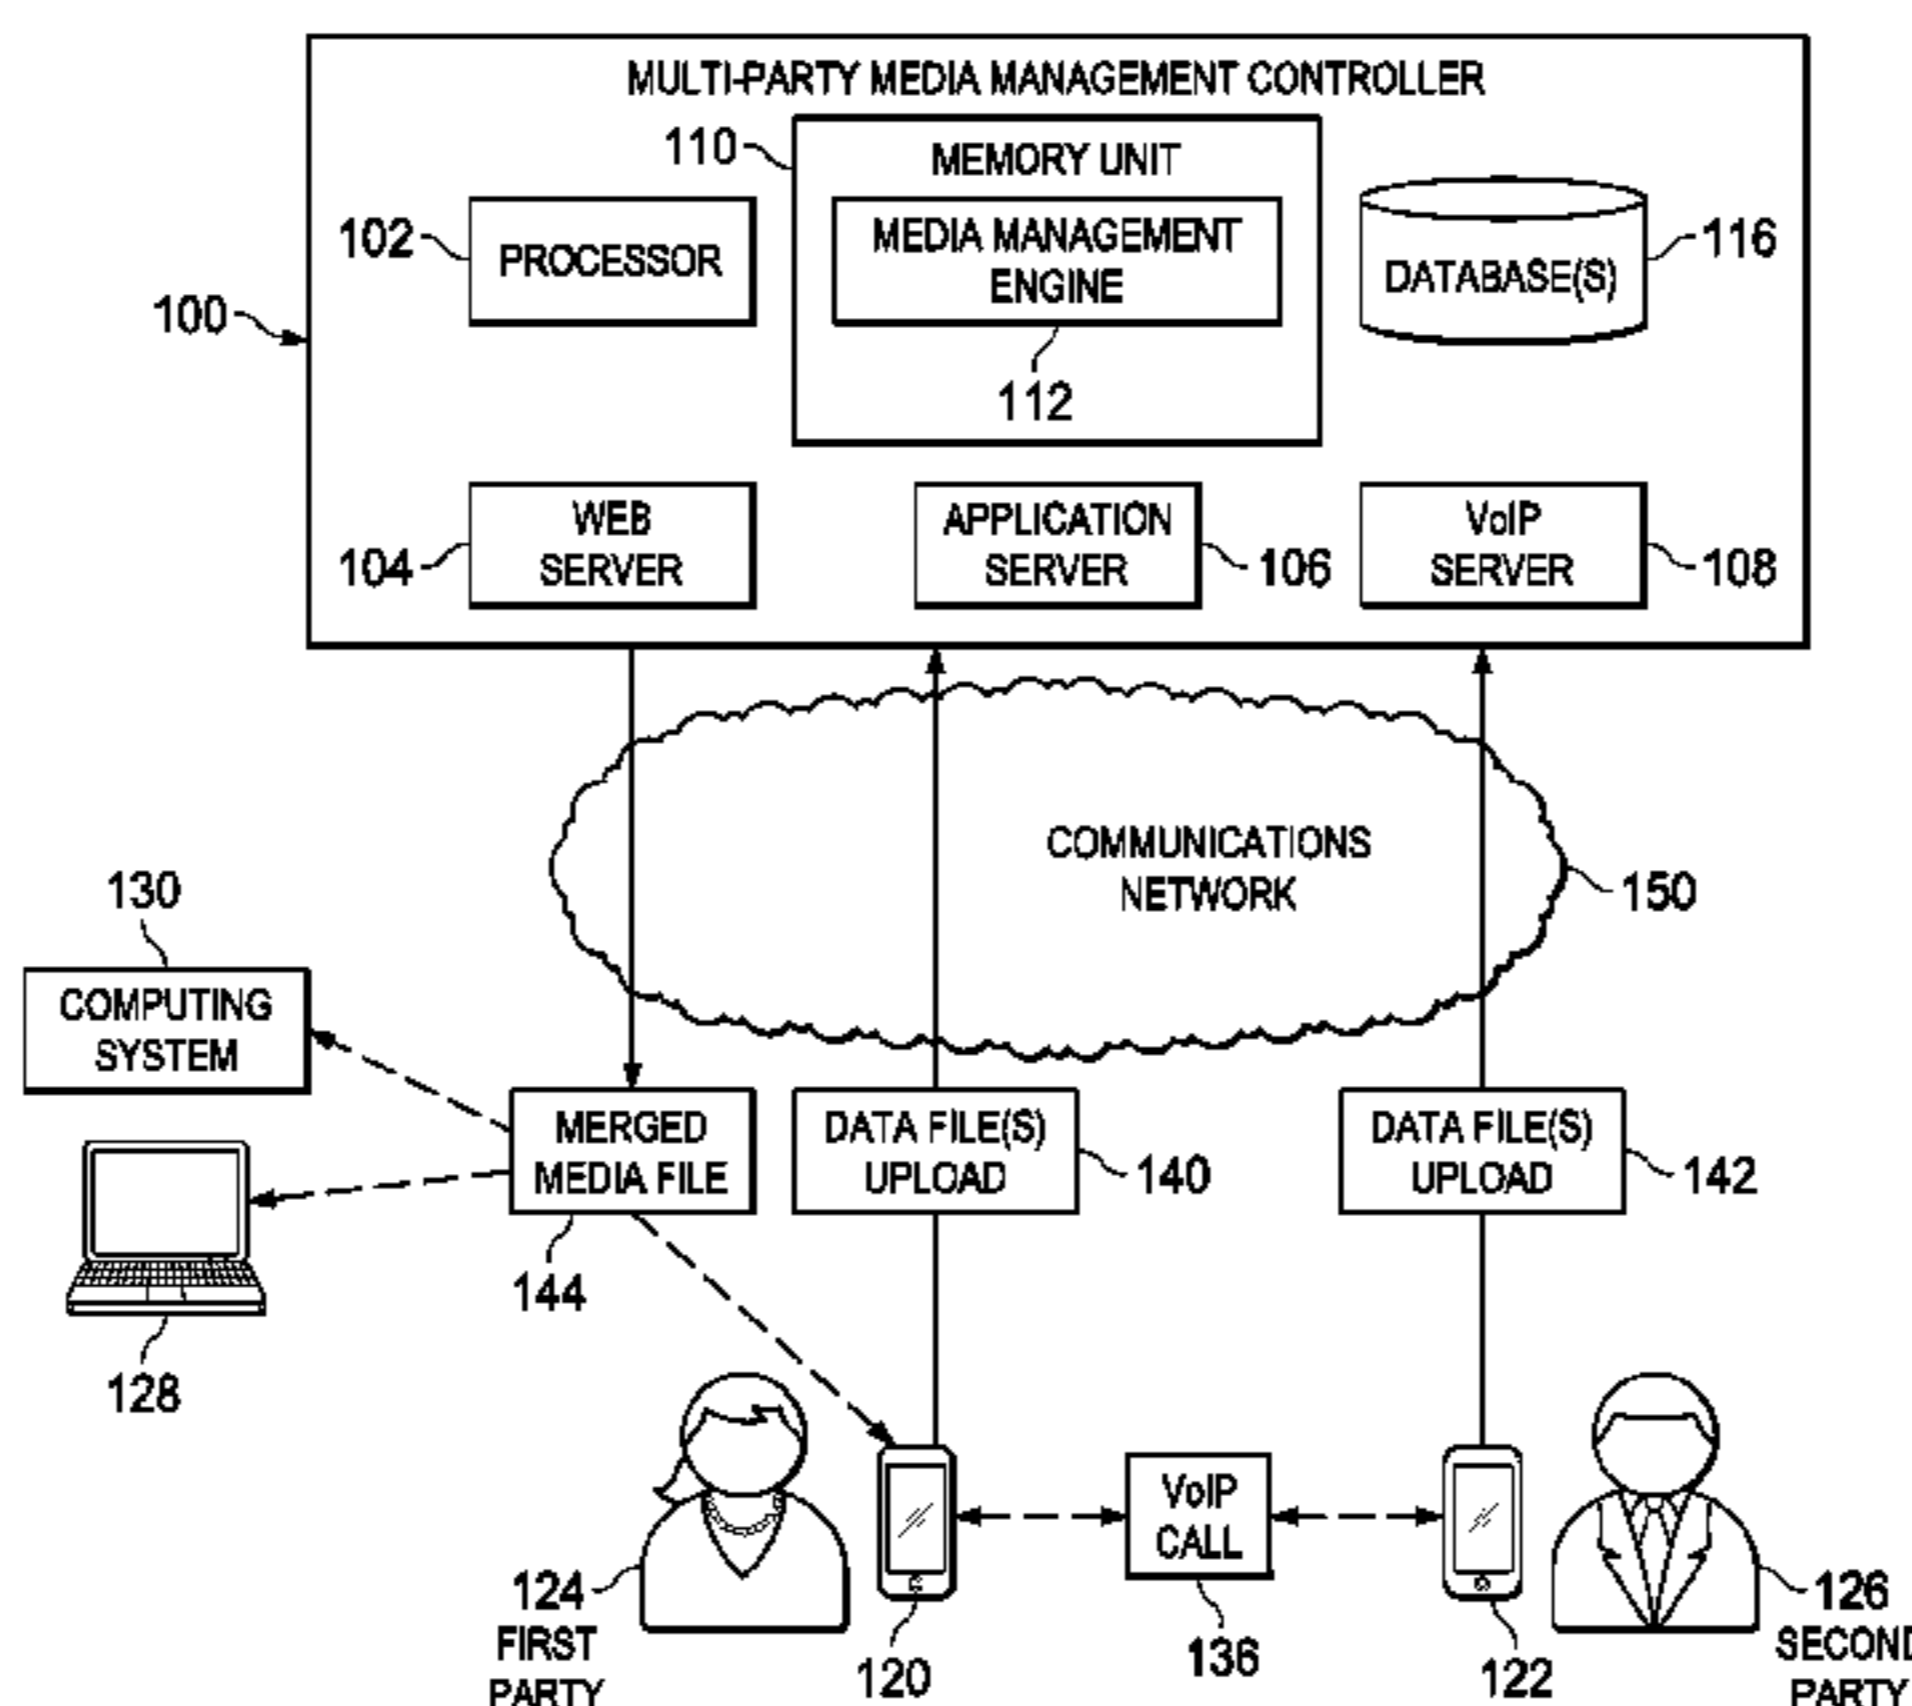 MULTI-PARTY MEDIA MANAGEMENT CONTROLLER
110
MEMORY UNIT
102
PROCESSOR
MEDIA MANAGEMENT
ENGINE
DATABASE(S)
116
100
112
WEB
SERVER
104
APPLICATION
SERVER
106
VoIP
SERVER
108
COMMUNICATIONS
NETWORK
150
130
COMPUTING
SYSTEM
MERGED
MEDIA FILE
DATA FILE(S)
UPLOAD
140
DATA FILE(S)
UPLOAD
142
144
128
VoIP
CALL
124
FIRST
PARTY
120
136
122
126
SECOND
PARTY